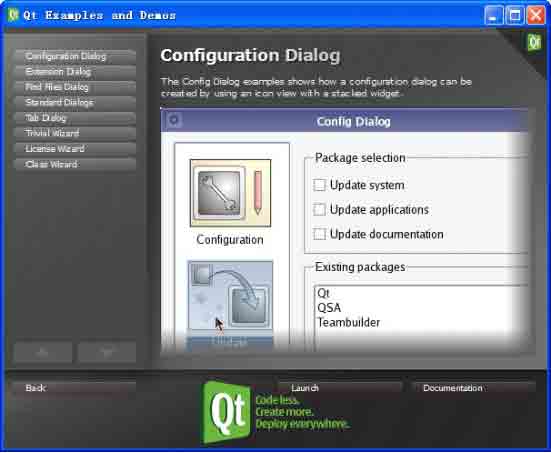 Qt Examples and Demos
Configuration Dialog
Extension Dialog
Find Files Dialog
Standard Dialogs
Tab Dialog
Trivial Wizard
License Wizard
Class Wizard
Configuration Dialog
The Config Dialog examples shows how a configuration dialog can be
created by using an icon view with a stacked widget.
Config Dialog
Configuration
Update
Package selection
Update system
Update applications
Update documentation
Existing packages
Qt
QSA
Teambuilder
Back
Qt
Code less.
Create more.
Deploy everywhere.
Launch
Documentation